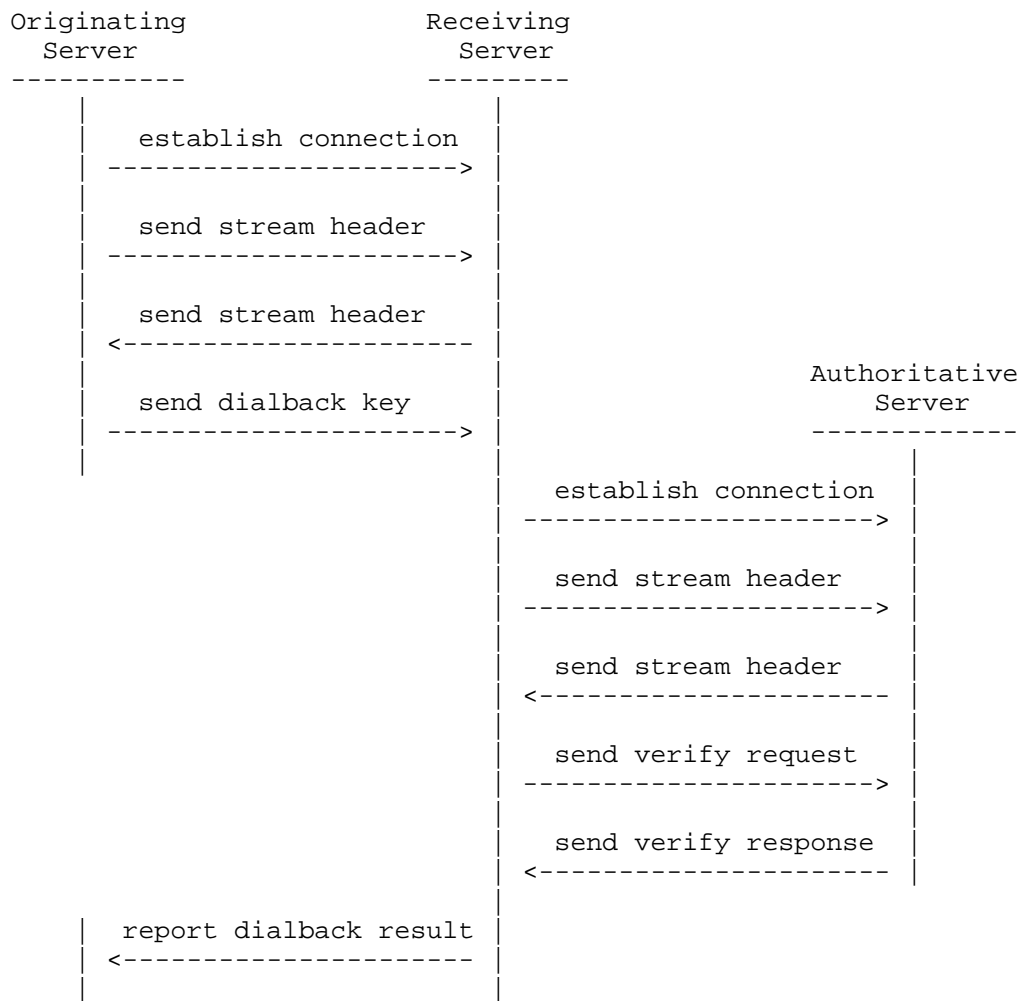 Originating Receiving
Server Server
----------- ---------
establish connection
---------------------->
send stream header
---------------------->
send stream header
<----------------------
Authoritative
send dialback key Server
----------------------> -------------
establish connection
---------------------->
send stream header
---------------------->
send stream header
<----------------------
send verify request
---------------------->
send verify response
<----------------------
report dialback result
<----------------------